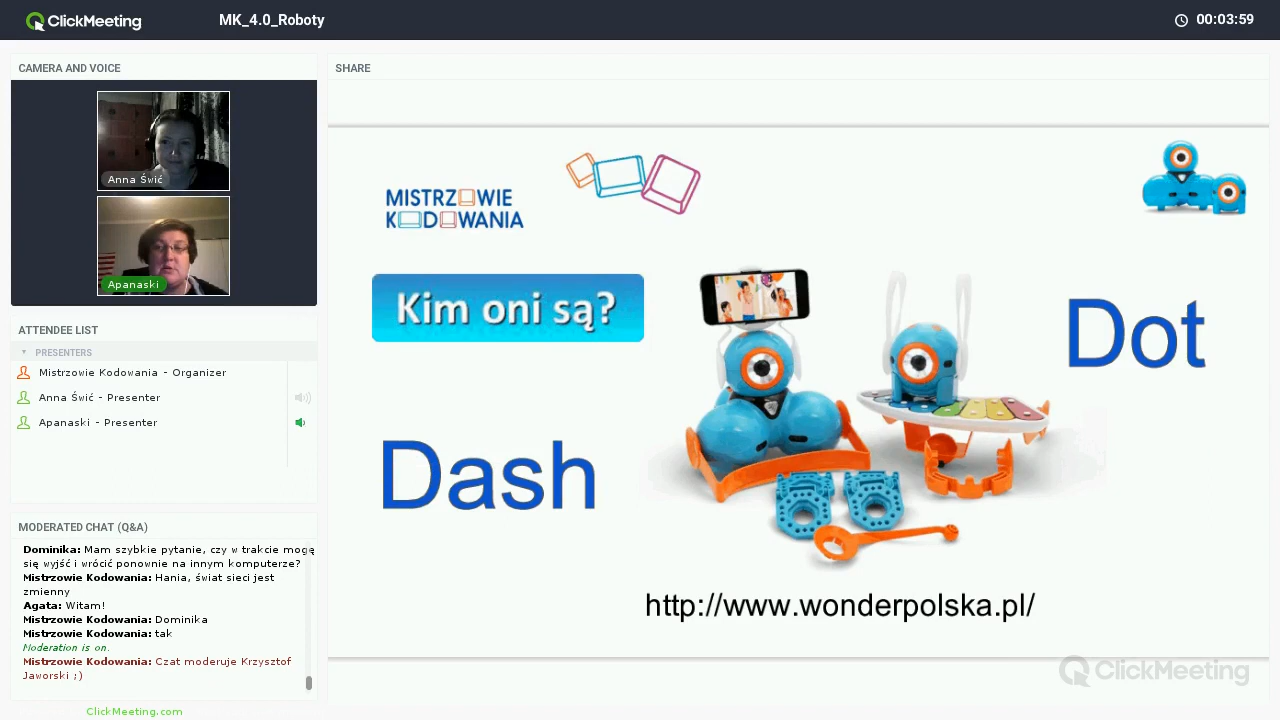 ClickMeeting
MK_4.0_Roboty
00:03:59
CAMERA AND VOICE
Anna Świć
Apanaski
ATTENDEE LIST
PRESENTERS
Mistrzowie Kodowania - Organizer
Anna Świć - Presenter
Apanaski - Presenter
MODERATED CHAT (Q&A)
Dominika: Mam szybkie pytanie, czy w trakcie mogę
się wyjść i wrócić ponownie na innym komputerze?
Mistrzowie Kodowania: Hania, świat sieci jest
zmienny
Agata: Witam!
Mistrzowie Kodowania: Dominika
Mistrzowie Kodowania: tak
Moderation is on.
Mistrzowie Kodowania: Czat moderuje Krzysztof
Jaworski ;)
ClickMeeting.com
SHARE
MISTRZOWIE
KODOWANIA
Kim oni są?
Dot
Dash
http://www.wonderpolska.pl/
ClickMeeting